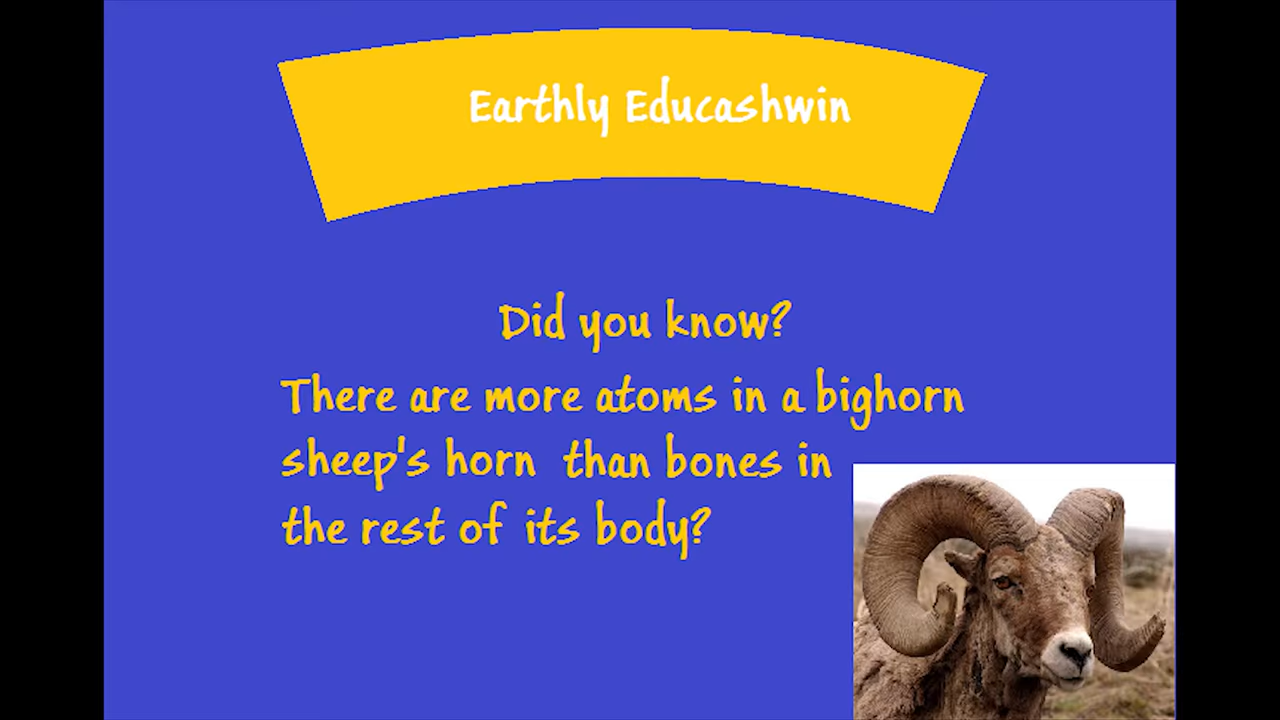 Earthly Educashwin
Did you know?
There are more atoms in a bighorn
sheep's horn than bones in
the rest of its body?